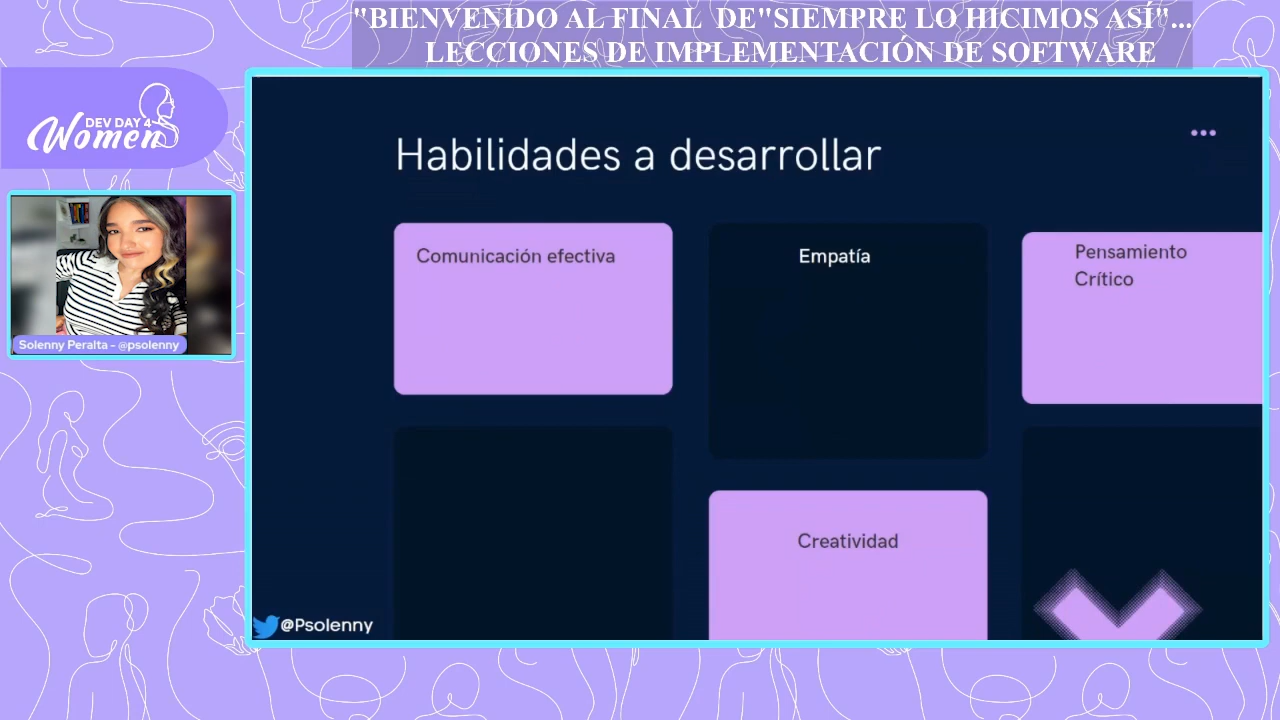 "BIENVENIDO AL FINAL DE"SIEMPRE LO HICIMOS ASÍ"...
LECCIONES DE IMPLEMENTACIÓN DE SOFTWARE
DEV DAY 4
Women
Solenny Peralta - @psolenny
Habilidades a desarrollar
Comunicación efectiva
Empatía
Pensamiento
Crítico
Creatividad
@Psolenny